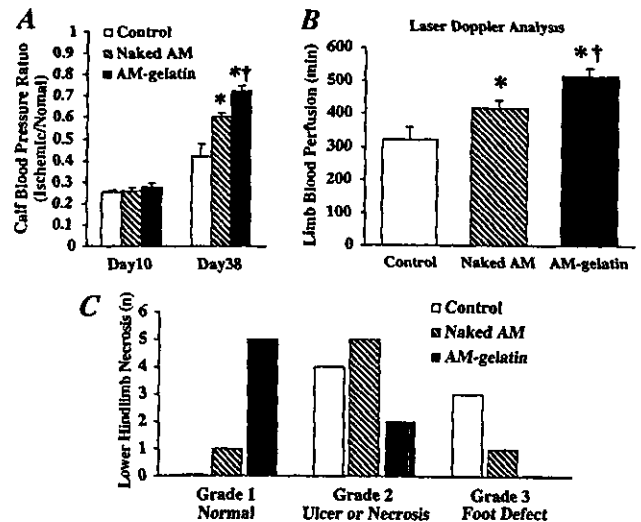 A
Control
Naked AM
AM-gelatin
Calf Blood Pressure Ratuo
(Ischemic/Nomal)
1
0.9
0.8
0.7
0.6
0.5
0.4
0.3
0.2
0.1
0
*
*†
Day10
Day38
B
Laser Doppler Analysis
Limb Blood Perfusion (min)
600
500
400
300
200
100
0
*
*†
Control
Naked AM
AM-gelatin
C
Control
Naked AM
AM-gelatin
Lower Hindlimb Necrosis (n)
6
5
4
3
2
1
0
Grade 1
Normal
Grade 2
Ulcer or Necrosis
Grade 3
Foot Defect